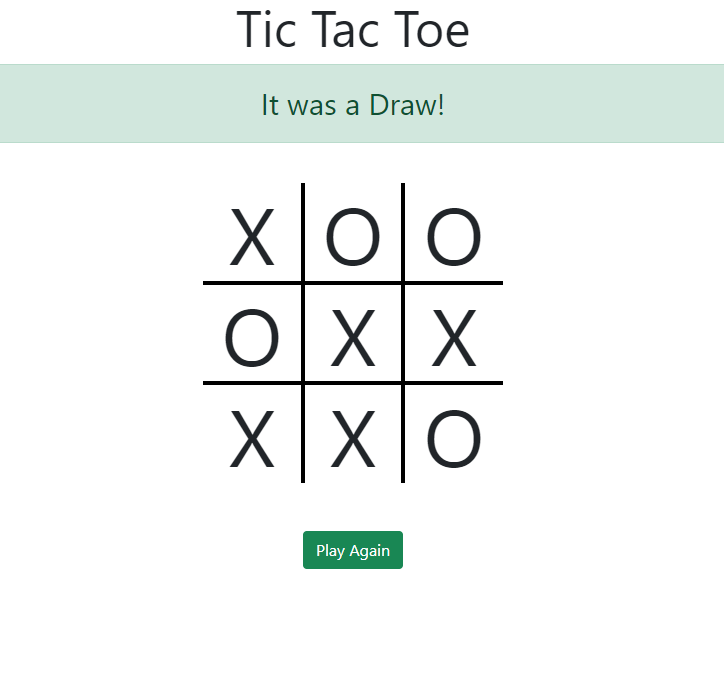 Tic Tac Toe
It was a Draw!
X O O
O X X
X X O
Play Again